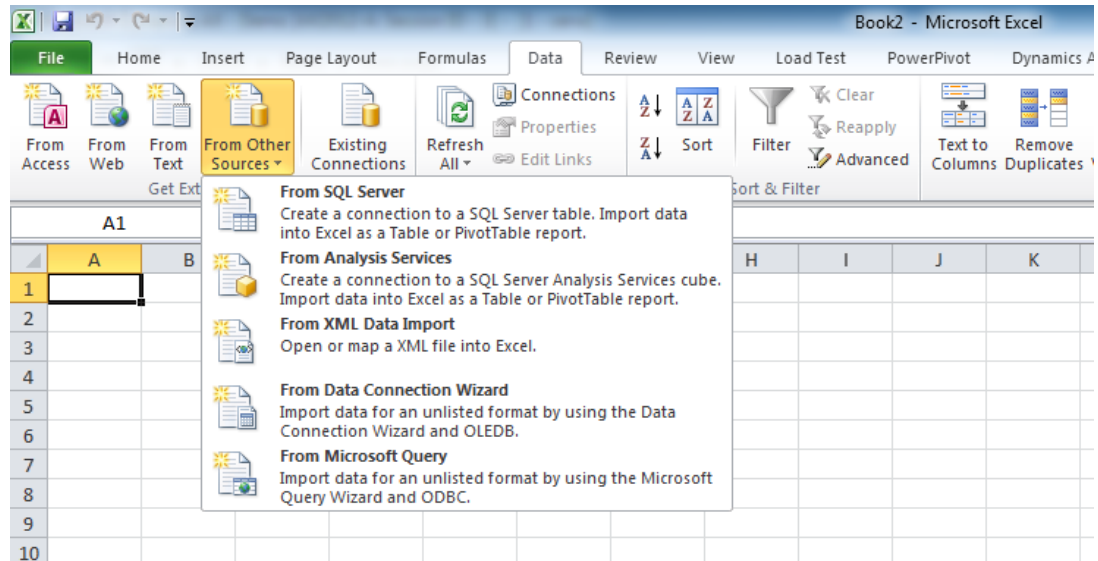 Book2 - Microsoft Excel
File Home Insert Page Layout Formulas Data Review View Load Test PowerPivot Dynamics A
From Access
From Web
From Text
From Other Sources
Existing Connections
Refresh All
Connections
Properties
Edit Links
A Z
Z A
A Z Z A
Sort
Filter
Clear
Reapply
Advanced
Text to Columns
Remove Duplicates
Get Ext
Sort & Filter
A1
From SQL Server
Create a connection to a SQL Server table. Import data
into Excel as a Table or PivotTable report.
From Analysis Services
Create a connection to a SQL Server Analysis Services cube.
Import data into Excel as a Table or PivotTable report.
From XML Data Import
Open or map a XML file into Excel.
From Data Connection Wizard
Import data for an unlisted format by using the Data
Connection Wizard and OLEDB.
From Microsoft Query
Import data for an unlisted format by using the Microsoft
Query Wizard and ODBC.
A B H I J K
1
2
3
4
5
6
7
8
9
10